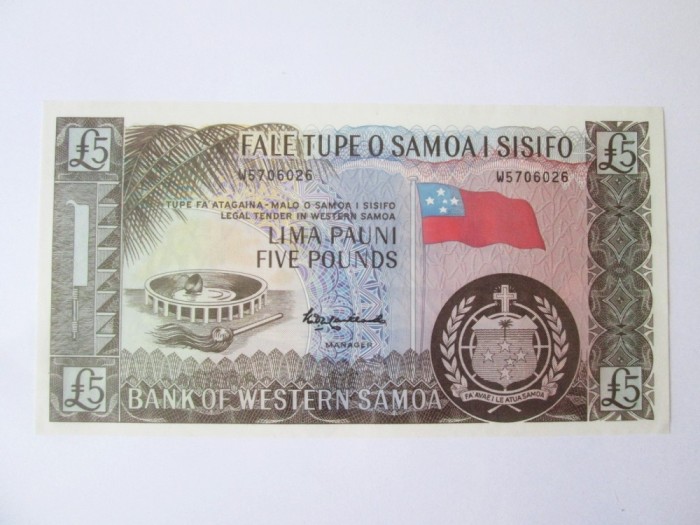 £5
FALE TUPE O SAMOA I SISIFO
£5
W5706026
W5706026
TUPE FA ATAGAINA-MALO O SAMOA I SISIFO
LEGAL TENDER IN WESTERN SAMOA
LIMA PAUNI
FIVE POUNDS
MANAGER
£5
BANK OF WESTERN SAMOA
FA'AVAE I LE ATUA SAMOA
£5